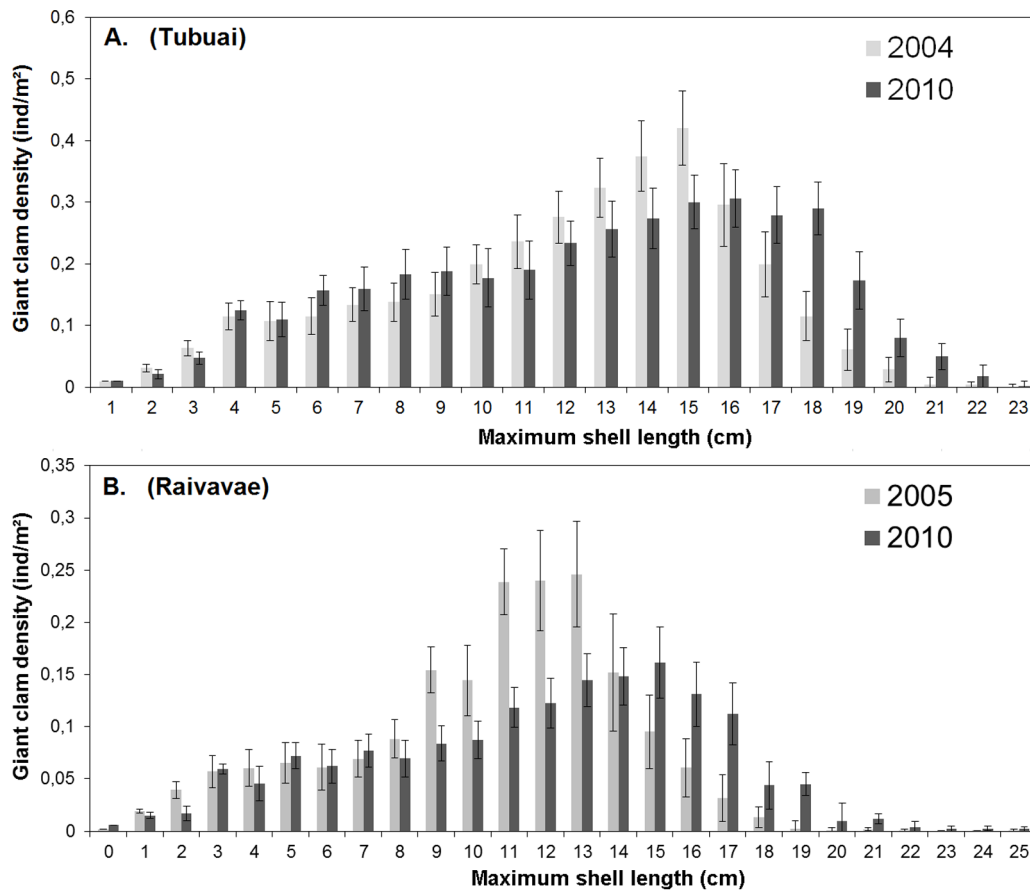 A. (Tubuai)
2004
2010
Giant clam density (ind/m²)
0,6
0,5
0,4
0,3
0,2
0,1
0
1 2 3 4 5 6 7 8 9 10 11 12 13 14 15 16 17 18 19 20 21 22 23
Maximum shell length (cm)
B. (Raivavae)
2005
2010
Giant clam density (ind/m²)
0,35
0,3
0,25
0,2
0,15
0,1
0,05
0
0 1 2 3 4 5 6 7 8 9 10 11 12 13 14 15 16 17 18 19 20 21 22 23 24 25
Maximum shell length (cm)